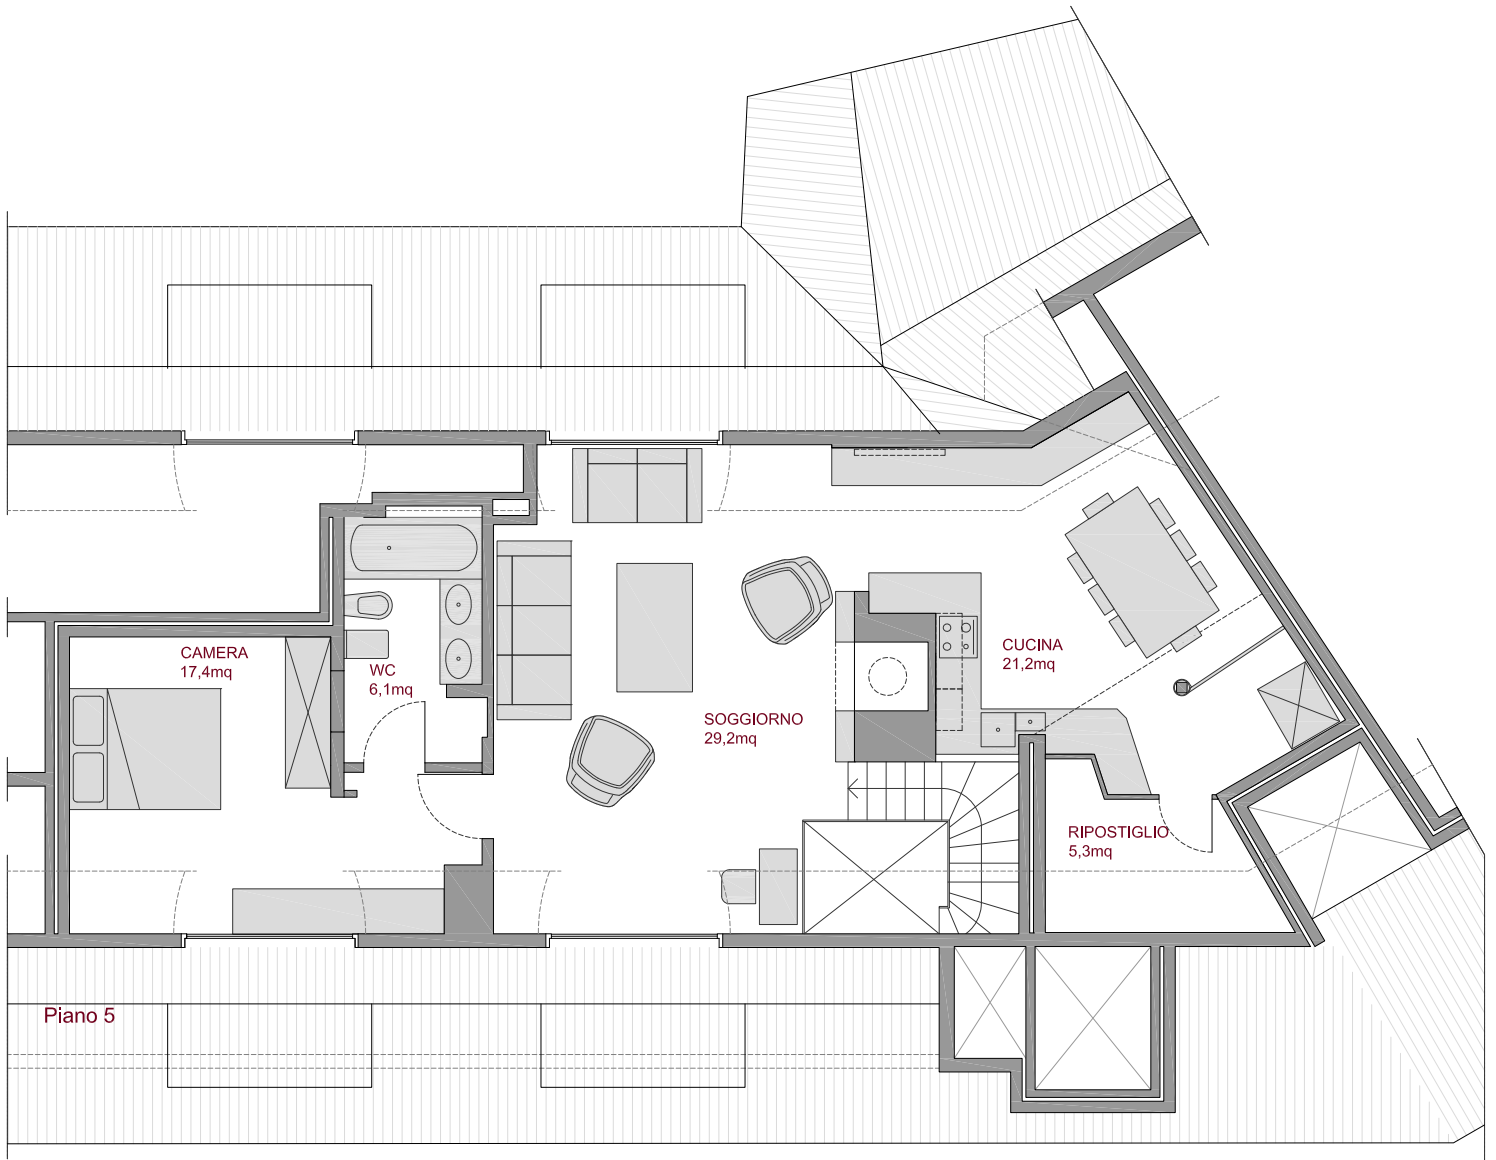 CAMERA
17,4mq
WC
6,1mq
SOGGIORNO
29,2mq
CUCINA
21,2mq
RIPOSTIGLIO
5,3mq
Piano 5